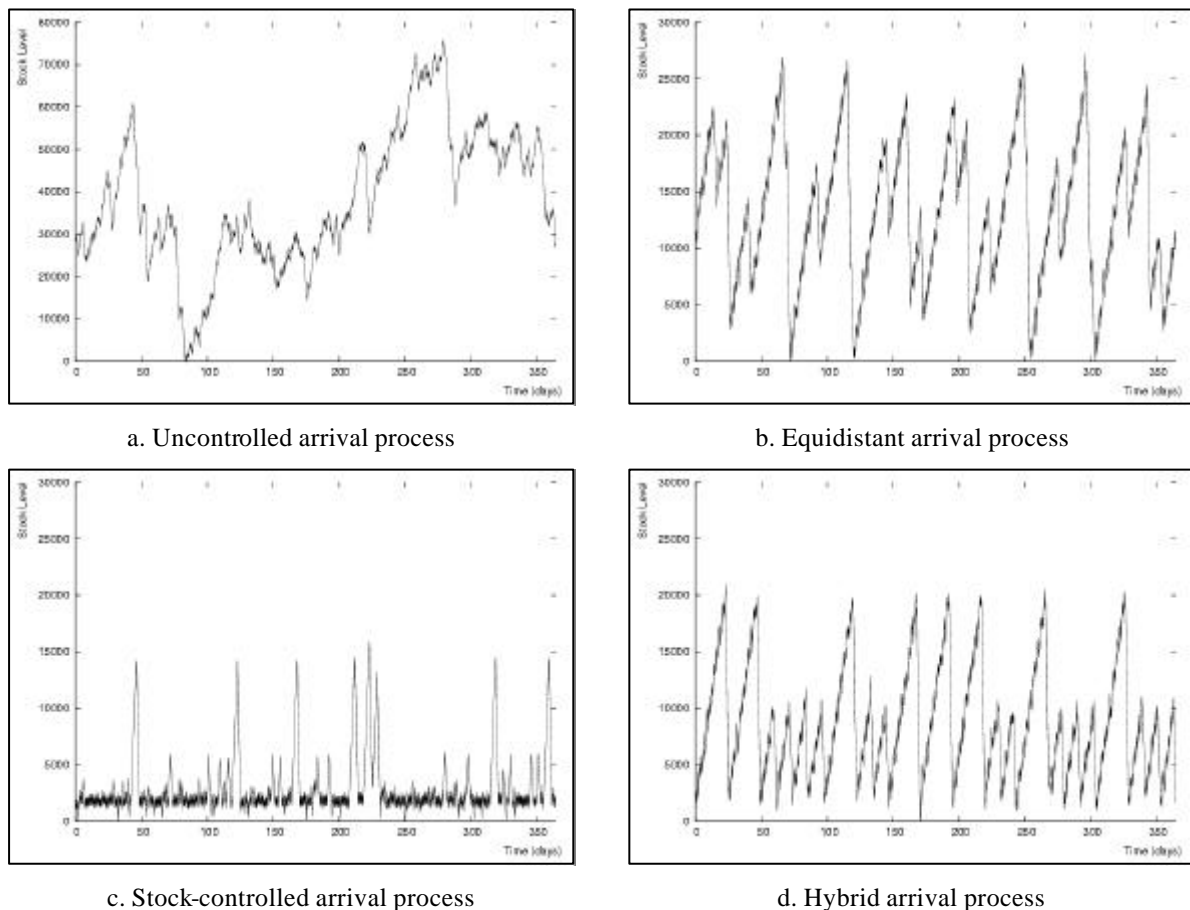 Stock Level
80000
70000
60000
50000
40000
30000
20000
10000
0
0 50 100 150 200 250 300 350
Time (days)
a. Uncontrolled arrival process
Stock Level
30000
25000
20000
15000
10000
5000
0
0 50 100 150 200 250 300 350
Time (days)
b. Equidistant arrival process
Stock Level
30000
25000
20000
15000
10000
5000
0
0 50 100 150 200 250 300 350
Time (days)
c. Stock-controlled arrival process
Stock Level
30000
25000
20000
15000
10000
5000
0
0 50 100 150 200 250 300 350
Time (days)
d. Hybrid arrival process